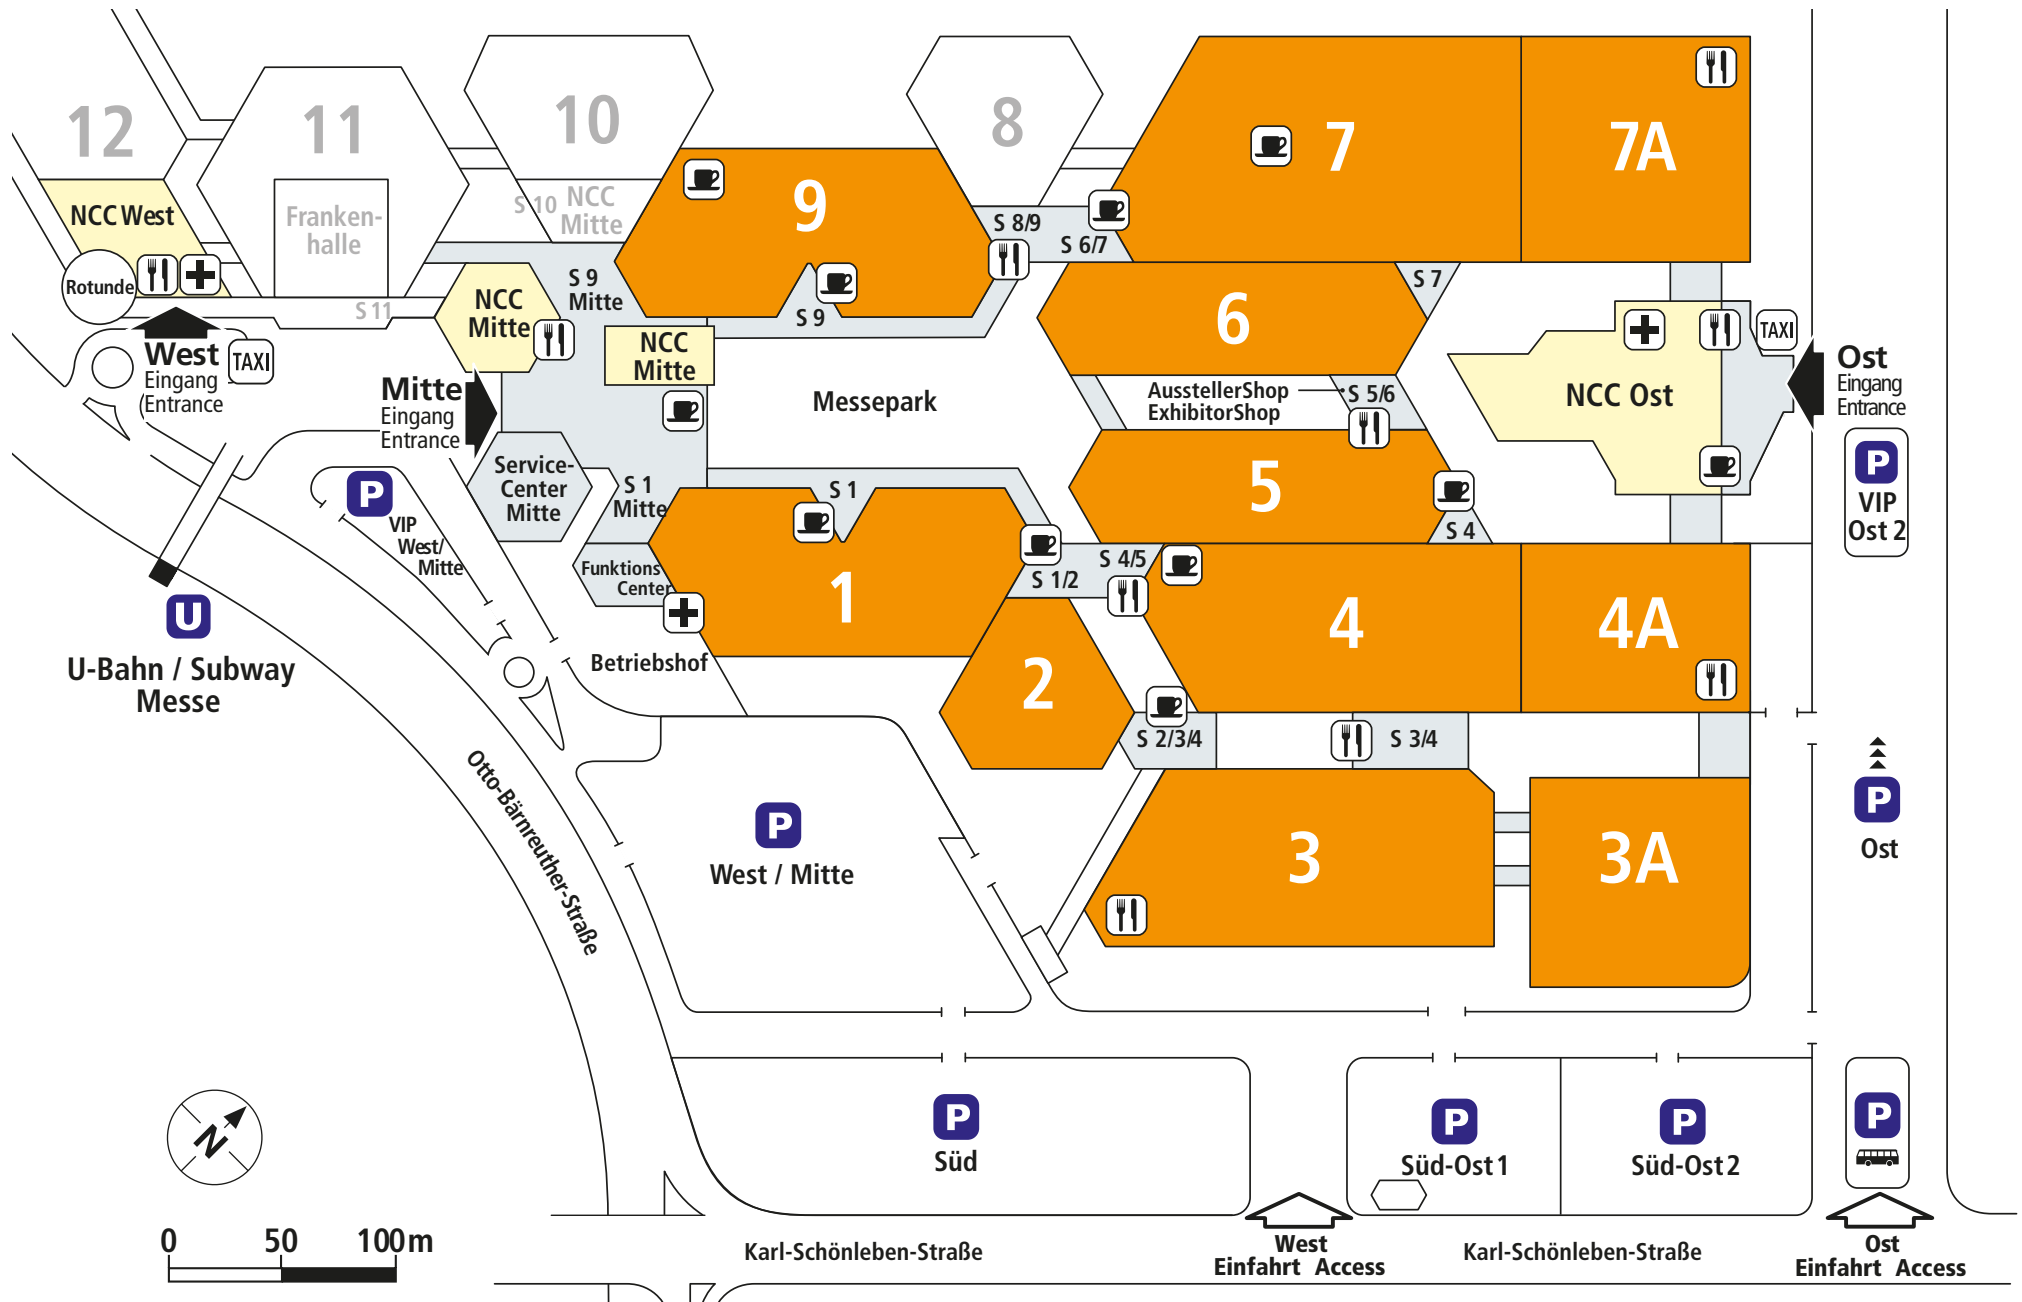 12
11
10
8
7
7A
9
NCC West
Franken-
halle
S 10
NCC
Mitte
S 8/9
S 6/7
Rotunde
S 11
NCC
Mitte
S 9
Mitte
S 9
6
S 7
TAXI
West
Eingang
Entrance
TAXI
NCC
Mitte
Mitte
Eingang
Entrance
Messepark
AusstellerShop
ExhibitorShop
S 5/6
NCC Ost
Ost
Eingang
Entrance
P
VIP
Ost 2
Service-
Center
Mitte
S 1
Mitte
S 1
5
S 4
P
VIP
West/
Mitte
Funktions
Center
1
S 1/2
S 4/5
4
4A
U
U-Bahn / Subway
Messe
Betriebshof
2
S 2/3/4
S 3/4
Otto-Bärnreuther-Straße
P
West / Mitte
3
3A
P
Ost
N
P
Süd
P
Süd-Ost 1
P
Süd-Ost 2
P
0 50 100 m
Karl-Schönleben-Straße
West
Einfahrt Access
Karl-Schönleben-Straße
Ost
Einfahrt Access